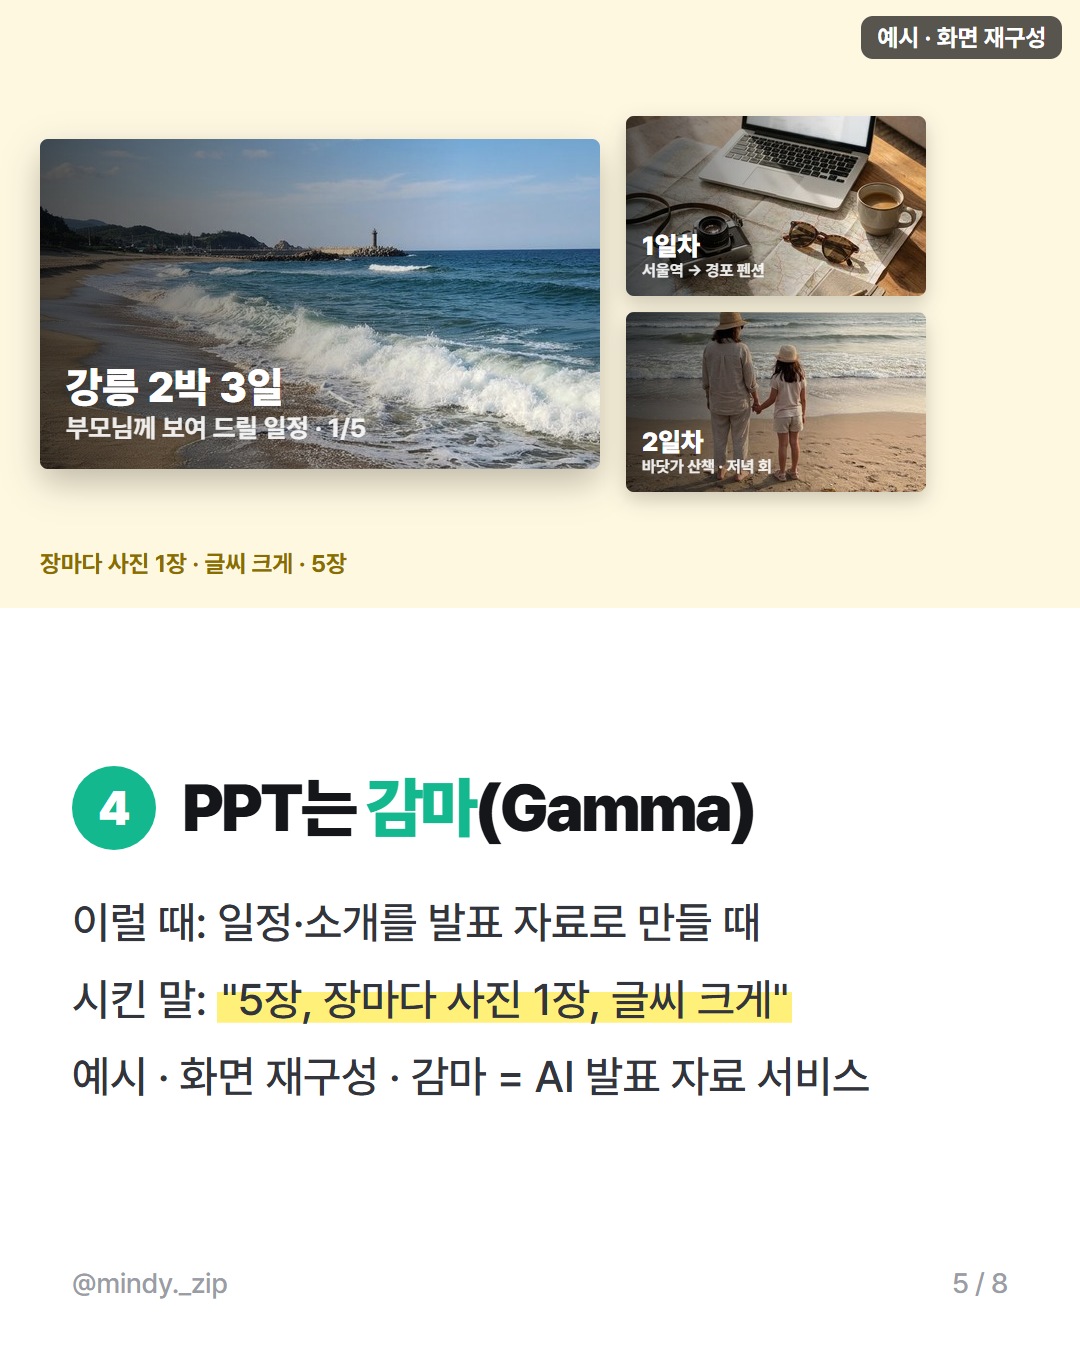 예시 · 화면 재구성
강릉 2박 3일
부모님께 보여 드릴 일정 · 1/5
1일차
서울역 → 경포 펜션
2일차
바닷가 산책 · 저녁 회
장마다 사진 1장 · 글씨 크게 · 5장
4 PPT는 감마(Gamma)
이럴 때: 일정·소개를 발표 자료로 만들 때
시킨 말: "5장, 장마다 사진 1장, 글씨 크게"
예시 · 화면 재구성 · 감마 = AI 발표 자료 서비스
@mindy._zip
5 / 8